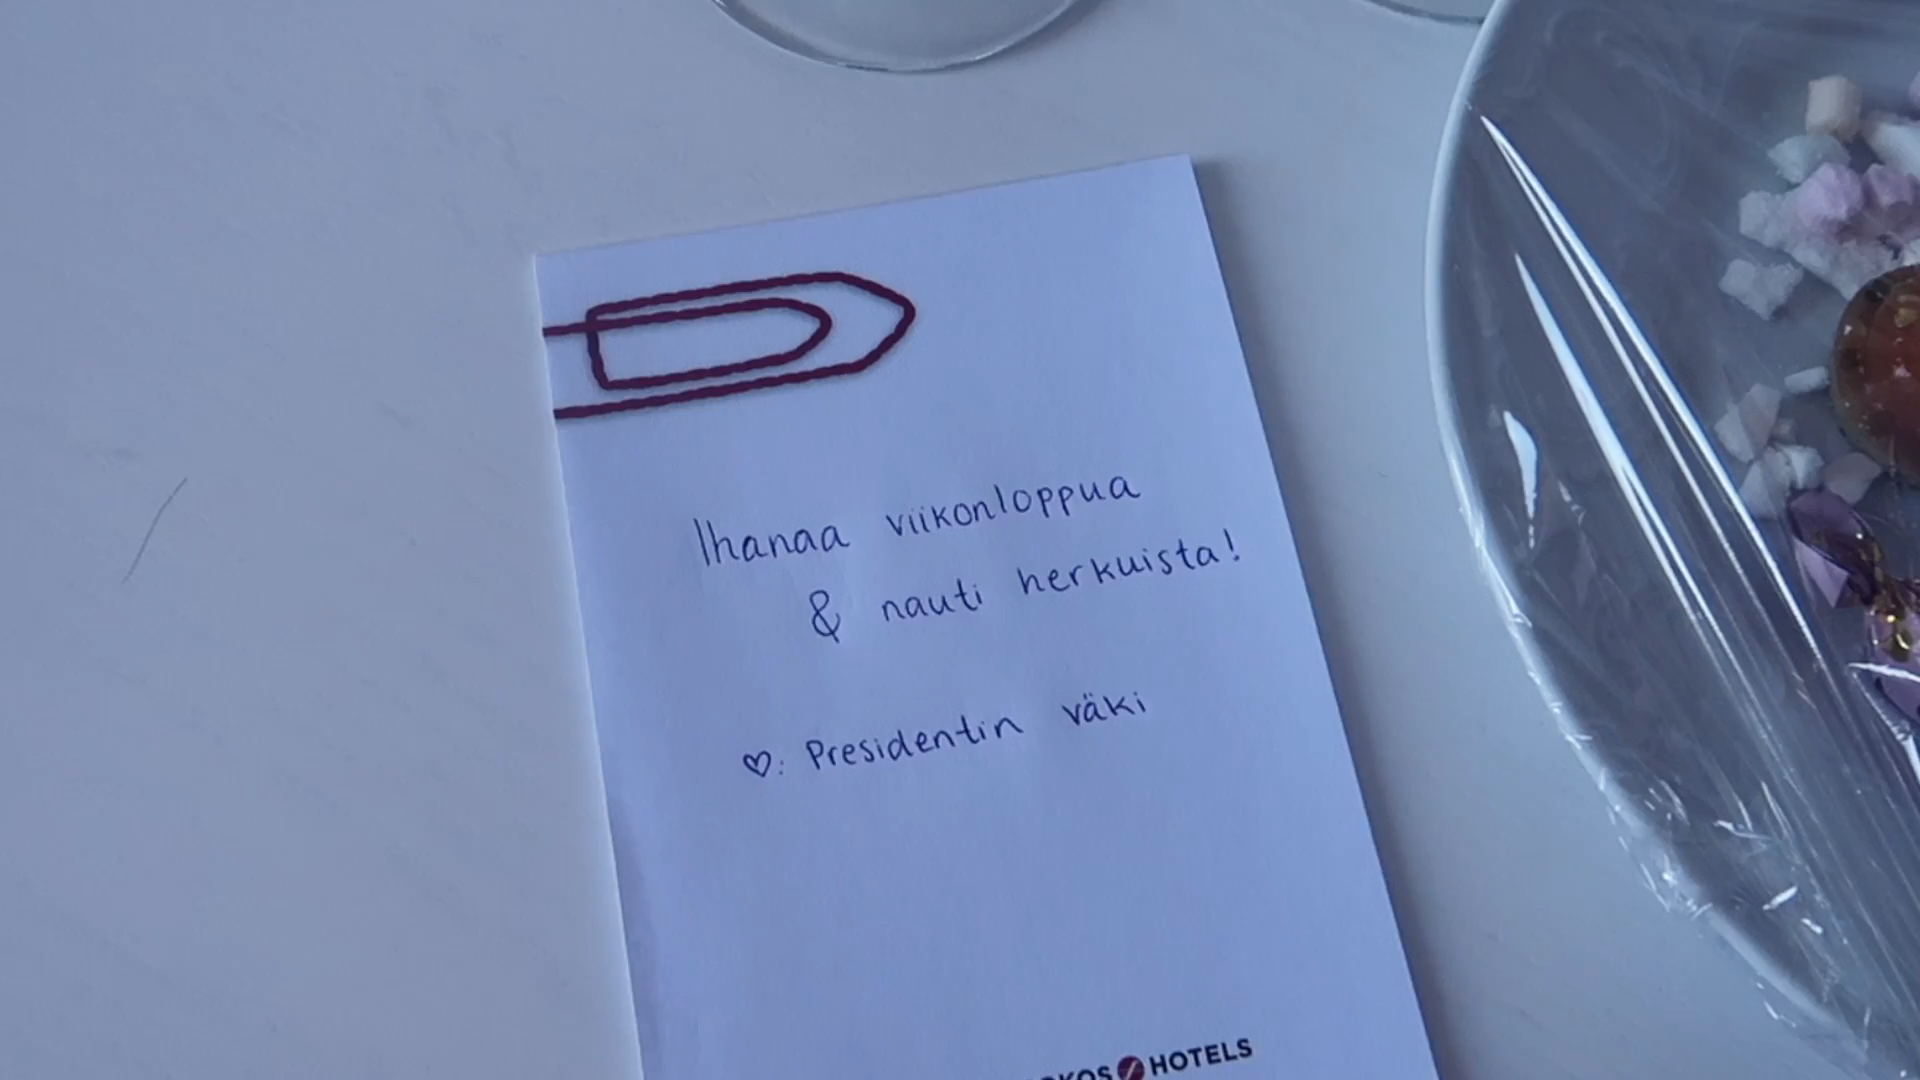 Ihanaa viikonloppua
& nauti herkuista!
♡: Presidentin väki
HOTELS